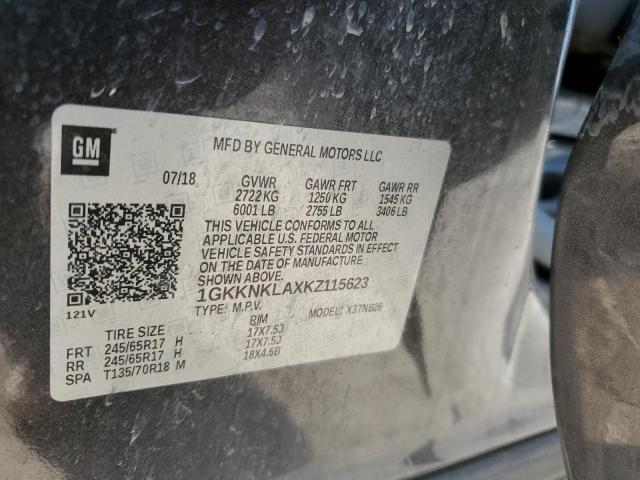 GM
MFD BY GENERAL MOTORS LLC
07/18 GVWR GAWR FRT GAWR RR
2722 KG 1250 KG 1545 KG
6001 LB 2755 LB 3406 LB
THIS VEHICLE CONFORMS TO ALL
APPLICABLE U.S. FEDERAL MOTOR
VEHICLE SAFETY STANDARDS IN EFFECT
ON THE DATE OF MANUFACTURE
SHOWN ABOVE.
1GKKNKLAXKZ115623
TYPE: M.P.V. MODEL: X3TNB26
121V
TIRE SIZE RIM
FRT 245/65R17 H 17X7.5J
RR 245/65R17 H 17X7.5J
SPA T135/70R18 M 18X4.5B